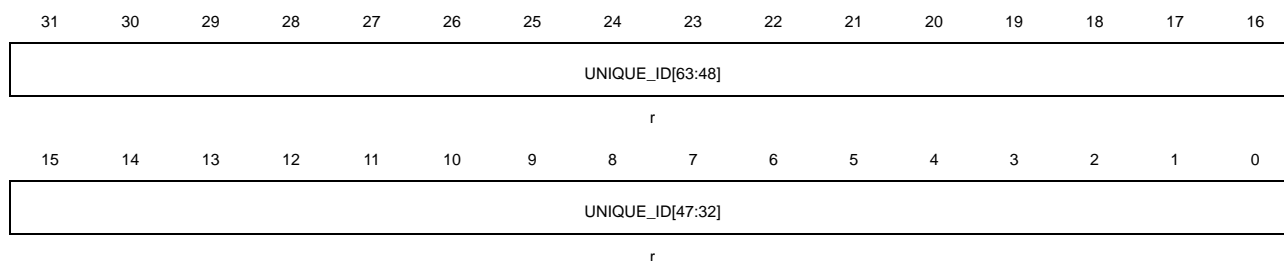 31 30 29 28 27 26 25 24 23 22 21 20 19 18 17 16
UNIQUE_ID[63:48]
r
15 14 13 12 11 10 9 8 7 6 5 4 3 2 1 0
UNIQUE_ID[47:32]
r